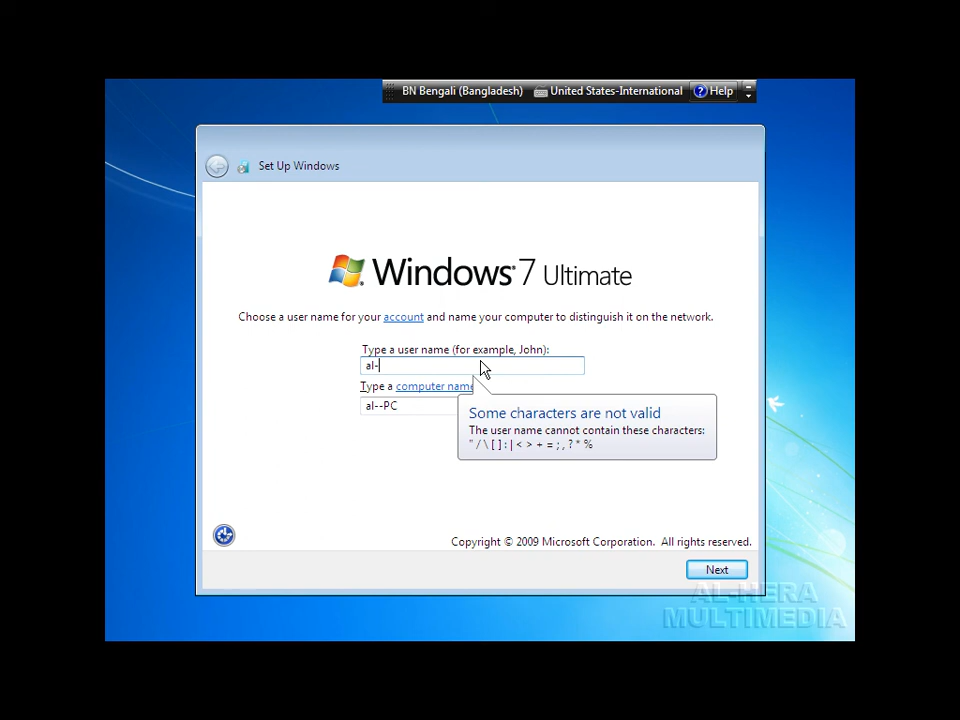 BN Bengali (Bangladesh) United States-International ? Help
Set Up Windows
Windows® 7 Ultimate
Choose a user name for your account and name your computer to distinguish it on the network.
Type a user name (for example, John):
al-
Type a computer name
al--PC
Some characters are not valid
The user name cannot contain these characters:
" / \ [ ] : | < > + = ; , ? * %
Copyright © 2009 Microsoft Corporation. All rights reserved.
Next
AL-HERA
MULTIMEDIA